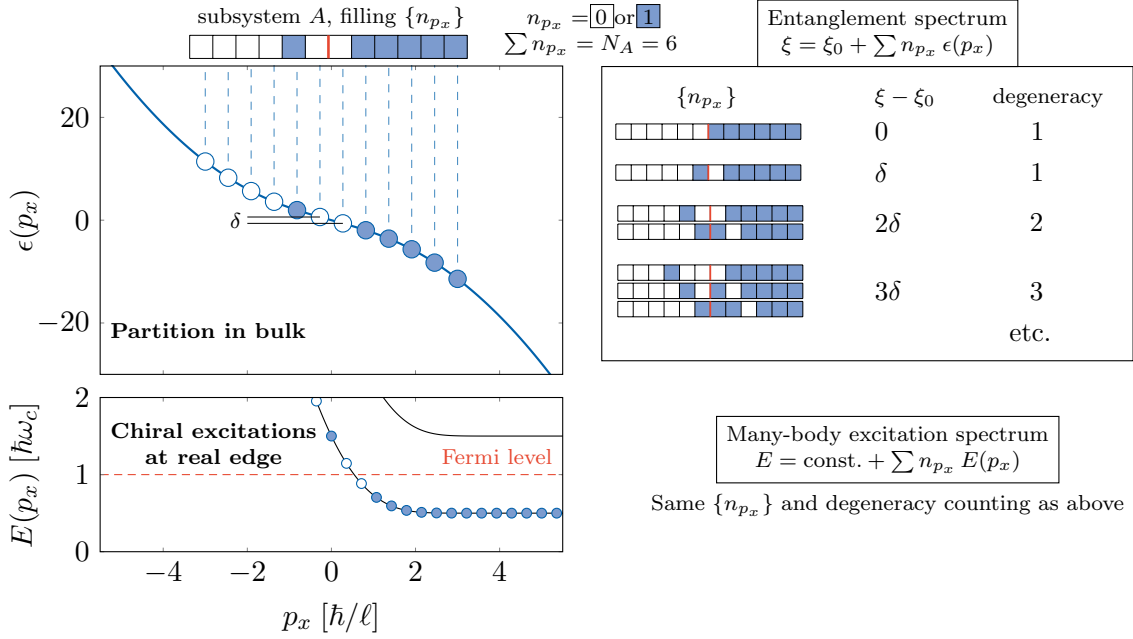 subsystem A, filling {n_{p_x}}
n_{p_x} = 0 or 1
∑ n_{p_x} = N_A = 6
20
0
−20
ϵ(p_x)
δ
Partition in bulk
2
1
0
E(p_x) [ℏω_c]
Chiral excitations
at real edge
Fermi level
−4 −2 0 2 4
p_x [ℏ/ℓ]
Entanglement spectrum
ξ = ξ_0 + ∑ n_{p_x} ϵ(p_x)
{n_{p_x}} ξ − ξ_0 degeneracy
0 1
δ 1
2δ 2
3δ 3
etc.
Many-body excitation spectrum
E = const. + ∑ n_{p_x} E(p_x)
Same {n_{p_x}} and degeneracy counting as above